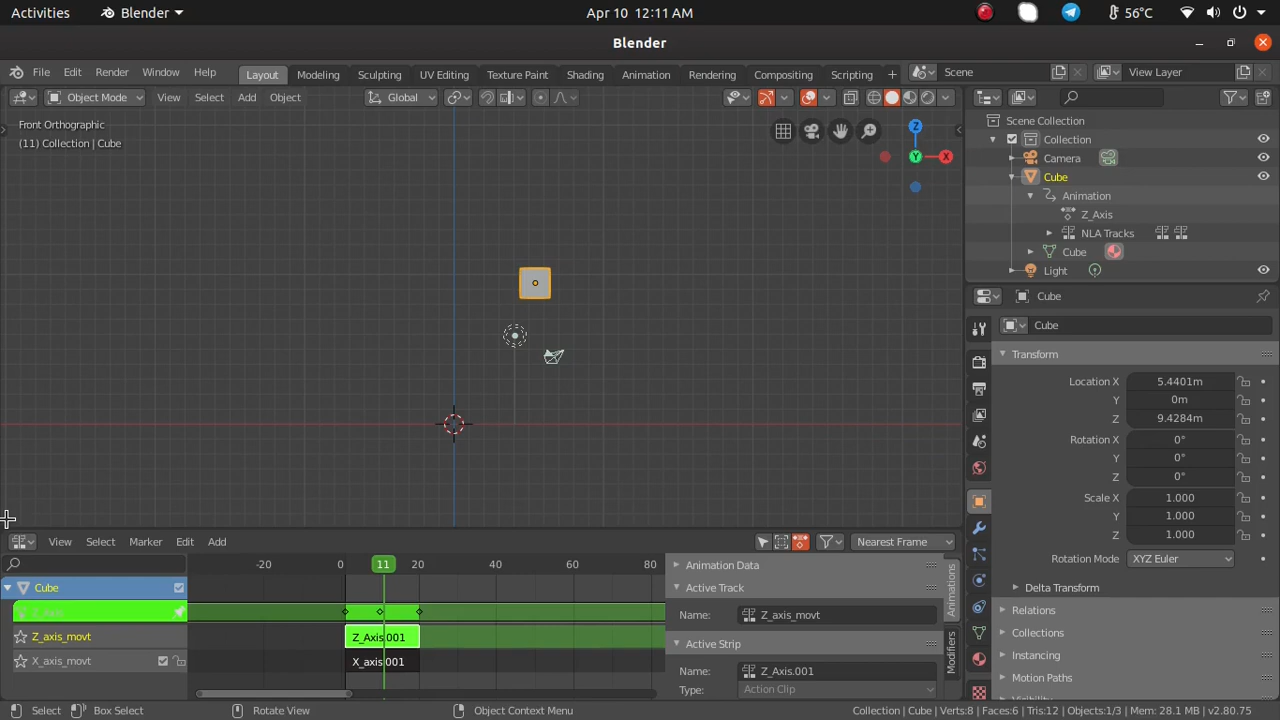 Activities Blender Apr 10 12:11 AM 56°C
Blender
File Edit Render Window Help Layout Modeling Sculpting UV Editing Texture Paint Shading Animation Rendering Compositing Scripting + Scene View Layer
Object Mode View Select Add Object Global
Front Orthographic
(11) Collection | Cube
Z
Y
X
Scene Collection
Collection
Camera
Cube
Animation
Z_Axis
NLA Tracks
Cube
Light
Cube
Cube
Transform
Location X 5.4401m
Y 0m
Z 9.4284m
Rotation X 0°
Y 0°
Z 0°
Scale X 1.000
Y 1.000
Z 1.000
Rotation Mode XYZ Euler
Delta Transform
Relations
Collections
Instancing
Motion Paths
View Select Marker Edit Add Nearest Frame
-20 0 11 20 40 60 80
Cube
Z_Axis
Z_axis_movt Z_Axis.001
X_axis_movt X_axis.001
Animation Data
Active Track
Name: Z_axis_movt
Active Strip
Name: Z_Axis.001
Type: Action Clip
Animations
Modifiers
Select Box Select Rotate View Object Context Menu Collection | Cube | Verts:8 | Faces:6 | Tris:12 | Objects:1/3 | Mem: 28.1 MB | v2.80.75